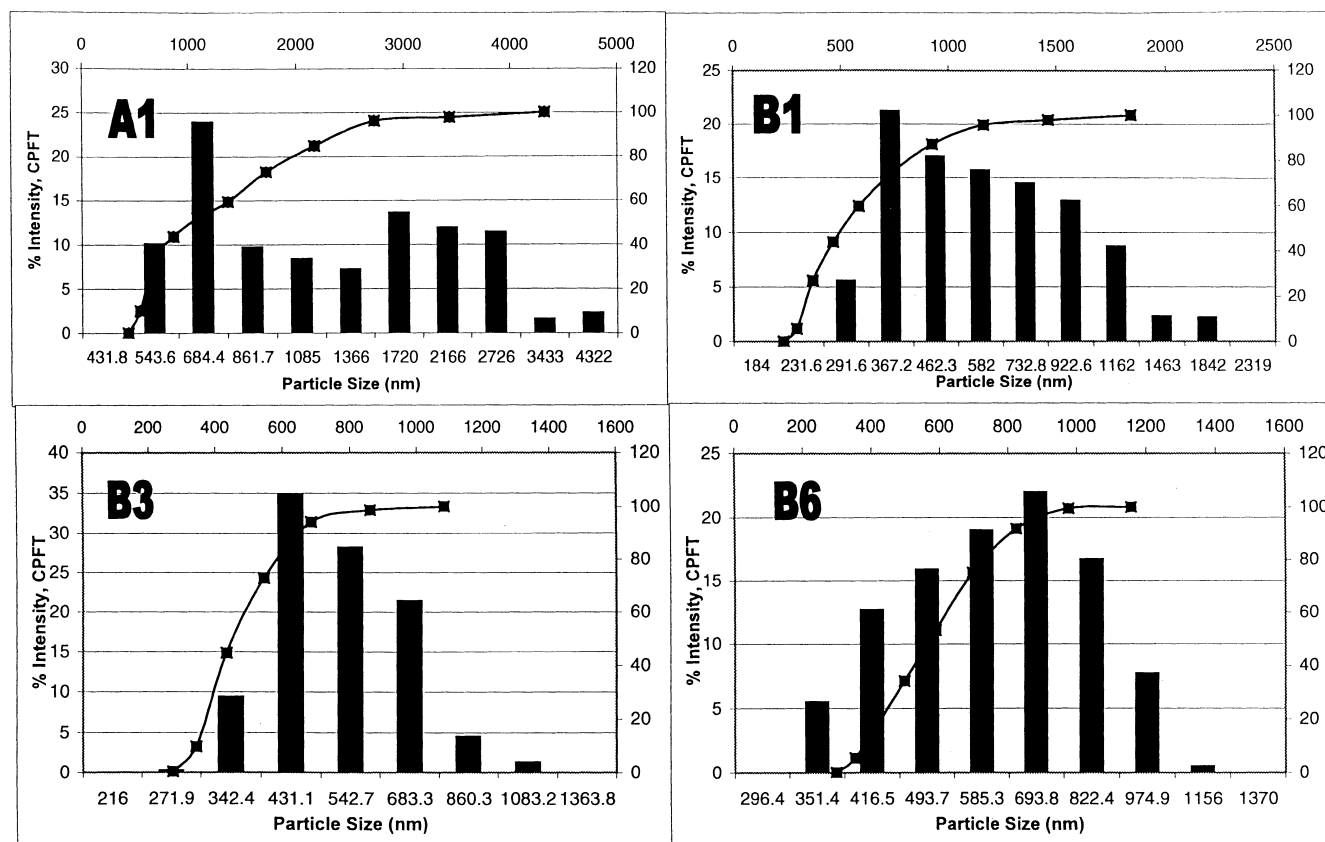 0 1000 2000 3000 4000 5000
30 120
25 100
20 80
15 60
10 40
5 20
0 0
A1
% Intensity, CPFT
431.8 543.6 684.4 861.7 1085 1366 1720 2166 2726 3433 4322
Particle Size (nm)
0 500 1000 1500 2000 2500
25 120
100
20
80
15
60
10
40
5
20
0 0
B1
% Intensity, CPFT
184 231.6 291.6 367.2 462.3 582 732.8 922.6 1162 1463 1842 2319
Particle Size (nm)
0 200 400 600 800 1000 1200 1400 1600
40 120
35
100
30
80
25
20 60
15
40
10
20
5
0 0
B3
% Intensity, CPFT
216 271.9 342.4 431.1 542.7 683.3 860.3 1083.2 1363.8
Particle Size (nm)
0 200 400 600 800 1000 1200 1400 1600
25 120
100
20
80
15
60
10
40
5
20
0 0
B6
% Intensity, CPFT
296.4 351.4 416.5 493.7 585.3 693.8 822.4 974.9 1156 1370
Particle Size (nm)